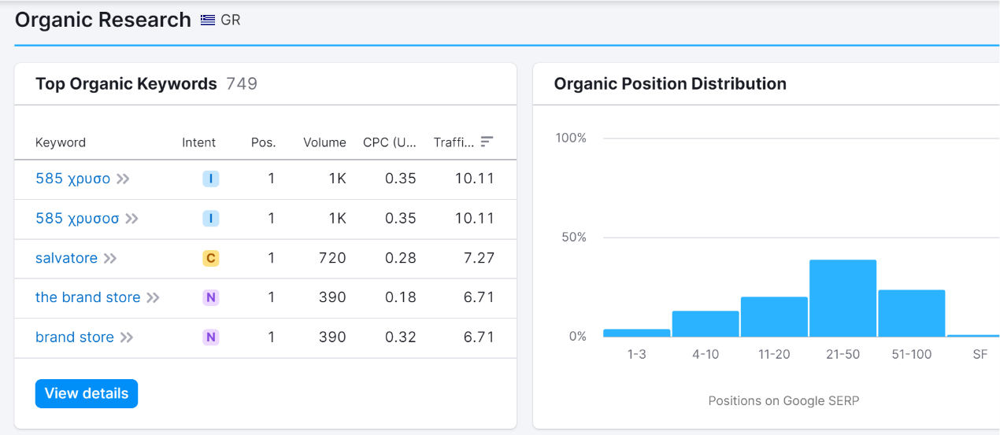 Organic Research GR
Top Organic Keywords 749
Keyword Intent Pos. Volume CPC (U... Traffi...
585 χρυσο I 1 1K 0.35 10.11
585 χρυσοσ I 1 1K 0.35 10.11
salvatore C 1 720 0.28 7.27
the brand store N 1 390 0.18 6.71
brand store N 1 390 0.32 6.71
View details
Organic Position Distribution
100%
50%
0%
1-3 4-10 11-20 21-50 51-100 SF
Positions on Google SERP